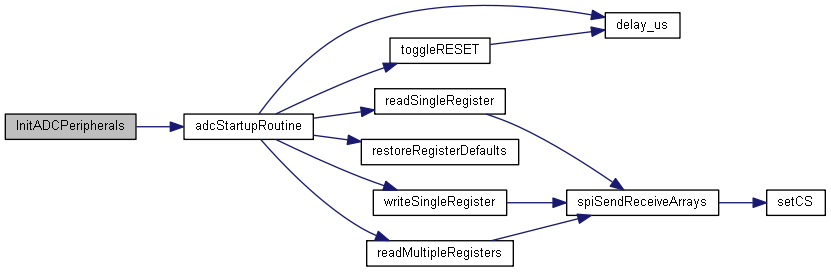 InitADCPeripherals
adcStartupRoutine
delay_us
toggleRESET
readSingleRegister
restoreRegisterDefaults
writeSingleRegister
readMultipleRegisters
spiSendReceiveArrays
setCS